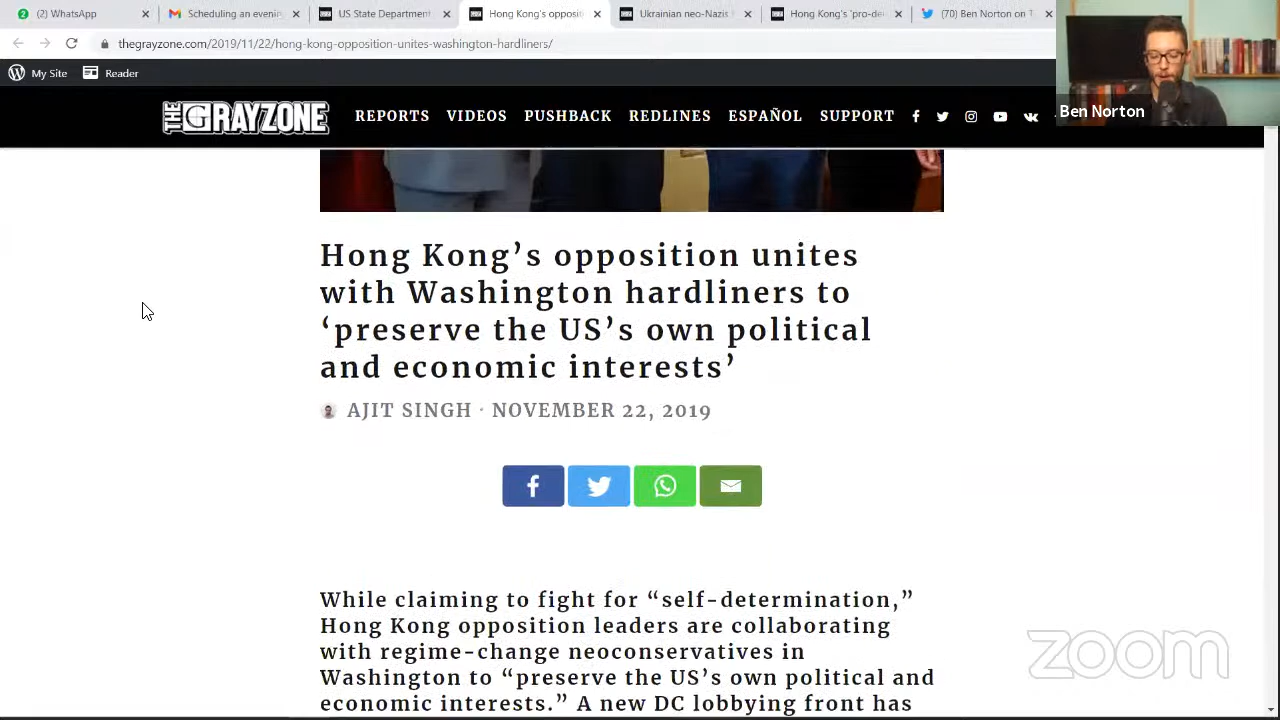 (2) WhatsApp
Scheduling an evenin
US State Department
Hong Kong's oppositi
Ukrainian neo-Nazis f
Hong Kong's 'pro-de
(70) Ben Norton on T
thegrayzone.com/2019/11/22/hong-kong-opposition-unites-washington-hardliners/
My Site
Reader
THE GRAYZONE
REPORTS VIDEOS PUSHBACK REDLINES ESPAÑOL SUPPORT
Ben Norton
Hong Kong’s opposition unites
with Washington hardliners to
‘preserve the US’s own political
and economic interests’
AJIT SINGH · NOVEMBER 22, 2019
While claiming to fight for “self-determination,”
Hong Kong opposition leaders are collaborating
with regime-change neoconservatives in
Washington to “preserve the US’s own political and
economic interests.” A new DC lobbying front has
zoom